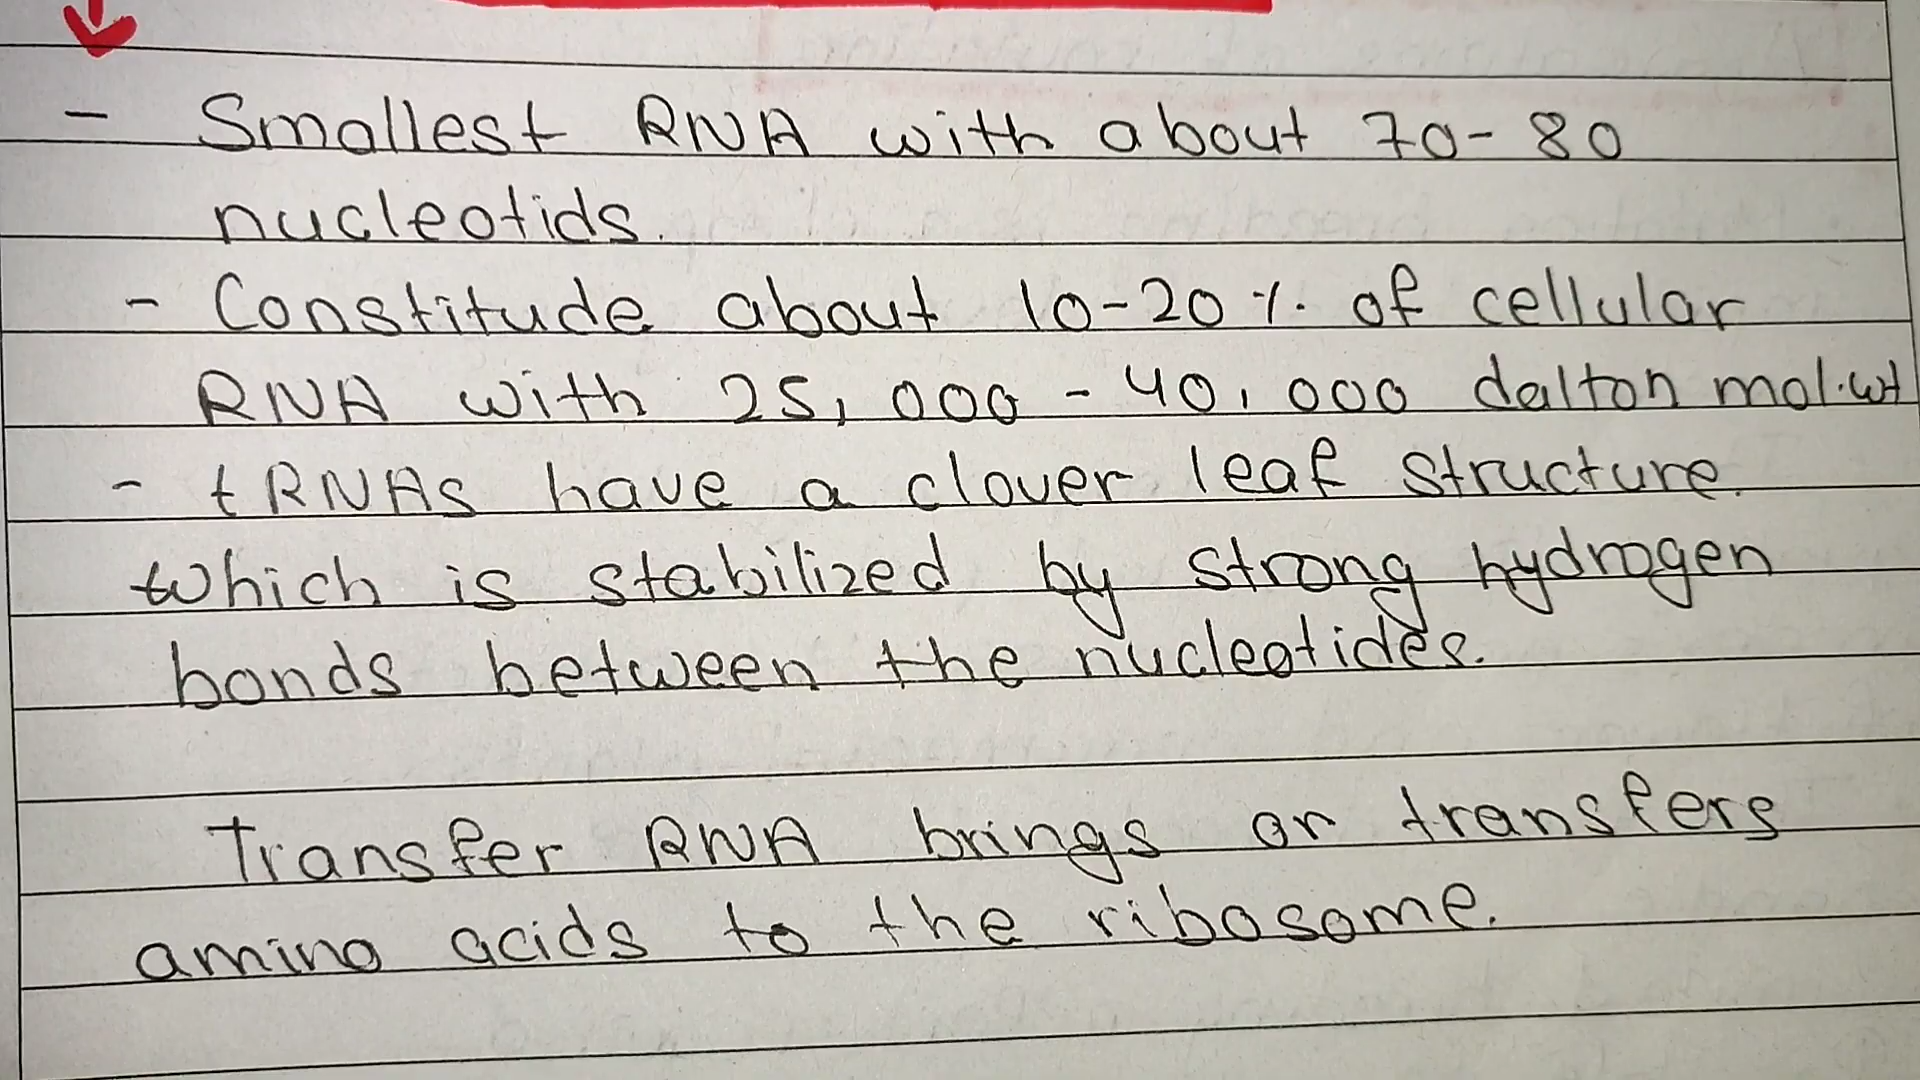 - Smallest RNA with about 70-80
nucleotids.
- Constitude about 10-20 % of cellular
RNA with 25,000 - 40,000 dalton mol.wt
- tRNAs have a clover leaf structure.
which is stabilized by strong hydrogen
bonds between the nucleotides.
Transfer RNA brings or transfers
amino acids to the ribosome.